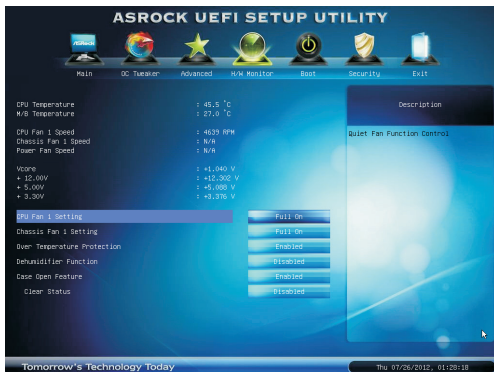 ASROCK UEFI SETUP UTILITY
ASRock
Main OC Tweaker Advanced H/W Monitor Boot Security Exit
CPU Temperature : 45.5 °C
M/B Temperature : 27.0 °C
CPU Fan 1 Speed : 4639 RPM
Chassis Fan 1 Speed : N/A
Power Fan Speed : N/A
Vcore : +1.040 V
+ 12.00V : +12.302 V
+ 5.00V : +5.088 V
+ 3.30V : +3.376 V
CPU Fan 1 Setting Full On
Chassis Fan 1 Setting Full On
Over Temperature Protection Enabled
Dehumidifier Function Disabled
Case Open Feature Enabled
Clear Status Disabled
Description
Quiet Fan Function Control
Tomorrow's Technology Today
Thu 07/26/2012, 01:28:18